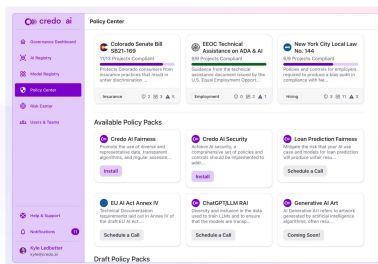 credo ai
Policy Center
Governance Dashboard
AI Registry
Model Registry
Policy Center
Risk Center
Users & Teams
Help & Support
Notifications
11
Kyle Ledbetter
kyle@credo.ai
Colorado Senate Bill
SB21-169
11/13 Projects Compliant
Protects Colorado consumers from
insurance practices that result in
unfair discrimination ...
Insurance
EEOC Technical
Assistance on ADA & AI
9/9 Projects Compliant
Guidance from the technical
assistance document issued by the
U.S. Equal Employment Opport...
Employment
New York City Local Law
No. 144
6/9 Projects Compliant
Policies and controls for employers
required to produce a bias audit in
compliance with Ne...
Hiring
Available Policy Packs
Credo AI Fairness
Promote the use of diverse and
representative data, transparent
algorithms, and regular assessm...
Install
Credo AI Security
Achieve AI security, a
comprehensive set of policies and
controls should be implemented to
addr...
Install
Loan Prediction Fairness
Mitigate the risk that your AI use
case and models for loan prediction
will produce unfair resu...
Schedule a Call
EU AI Act Annex IV
Technical Documentation
requirements laid out in Annex IV of
the draft EU AI Act...
Schedule a Call
ChatGPT/LLM RAI
Diversity and inclusion in the data
used to train LLMs and to ensure
that the models are transpar...
Schedule a Call
Generative AI Art
AI Generative Art refers to artwork
generated by artificial intelligence
algorithms, often resu...
Coming Soon!
Draft Policy Packs